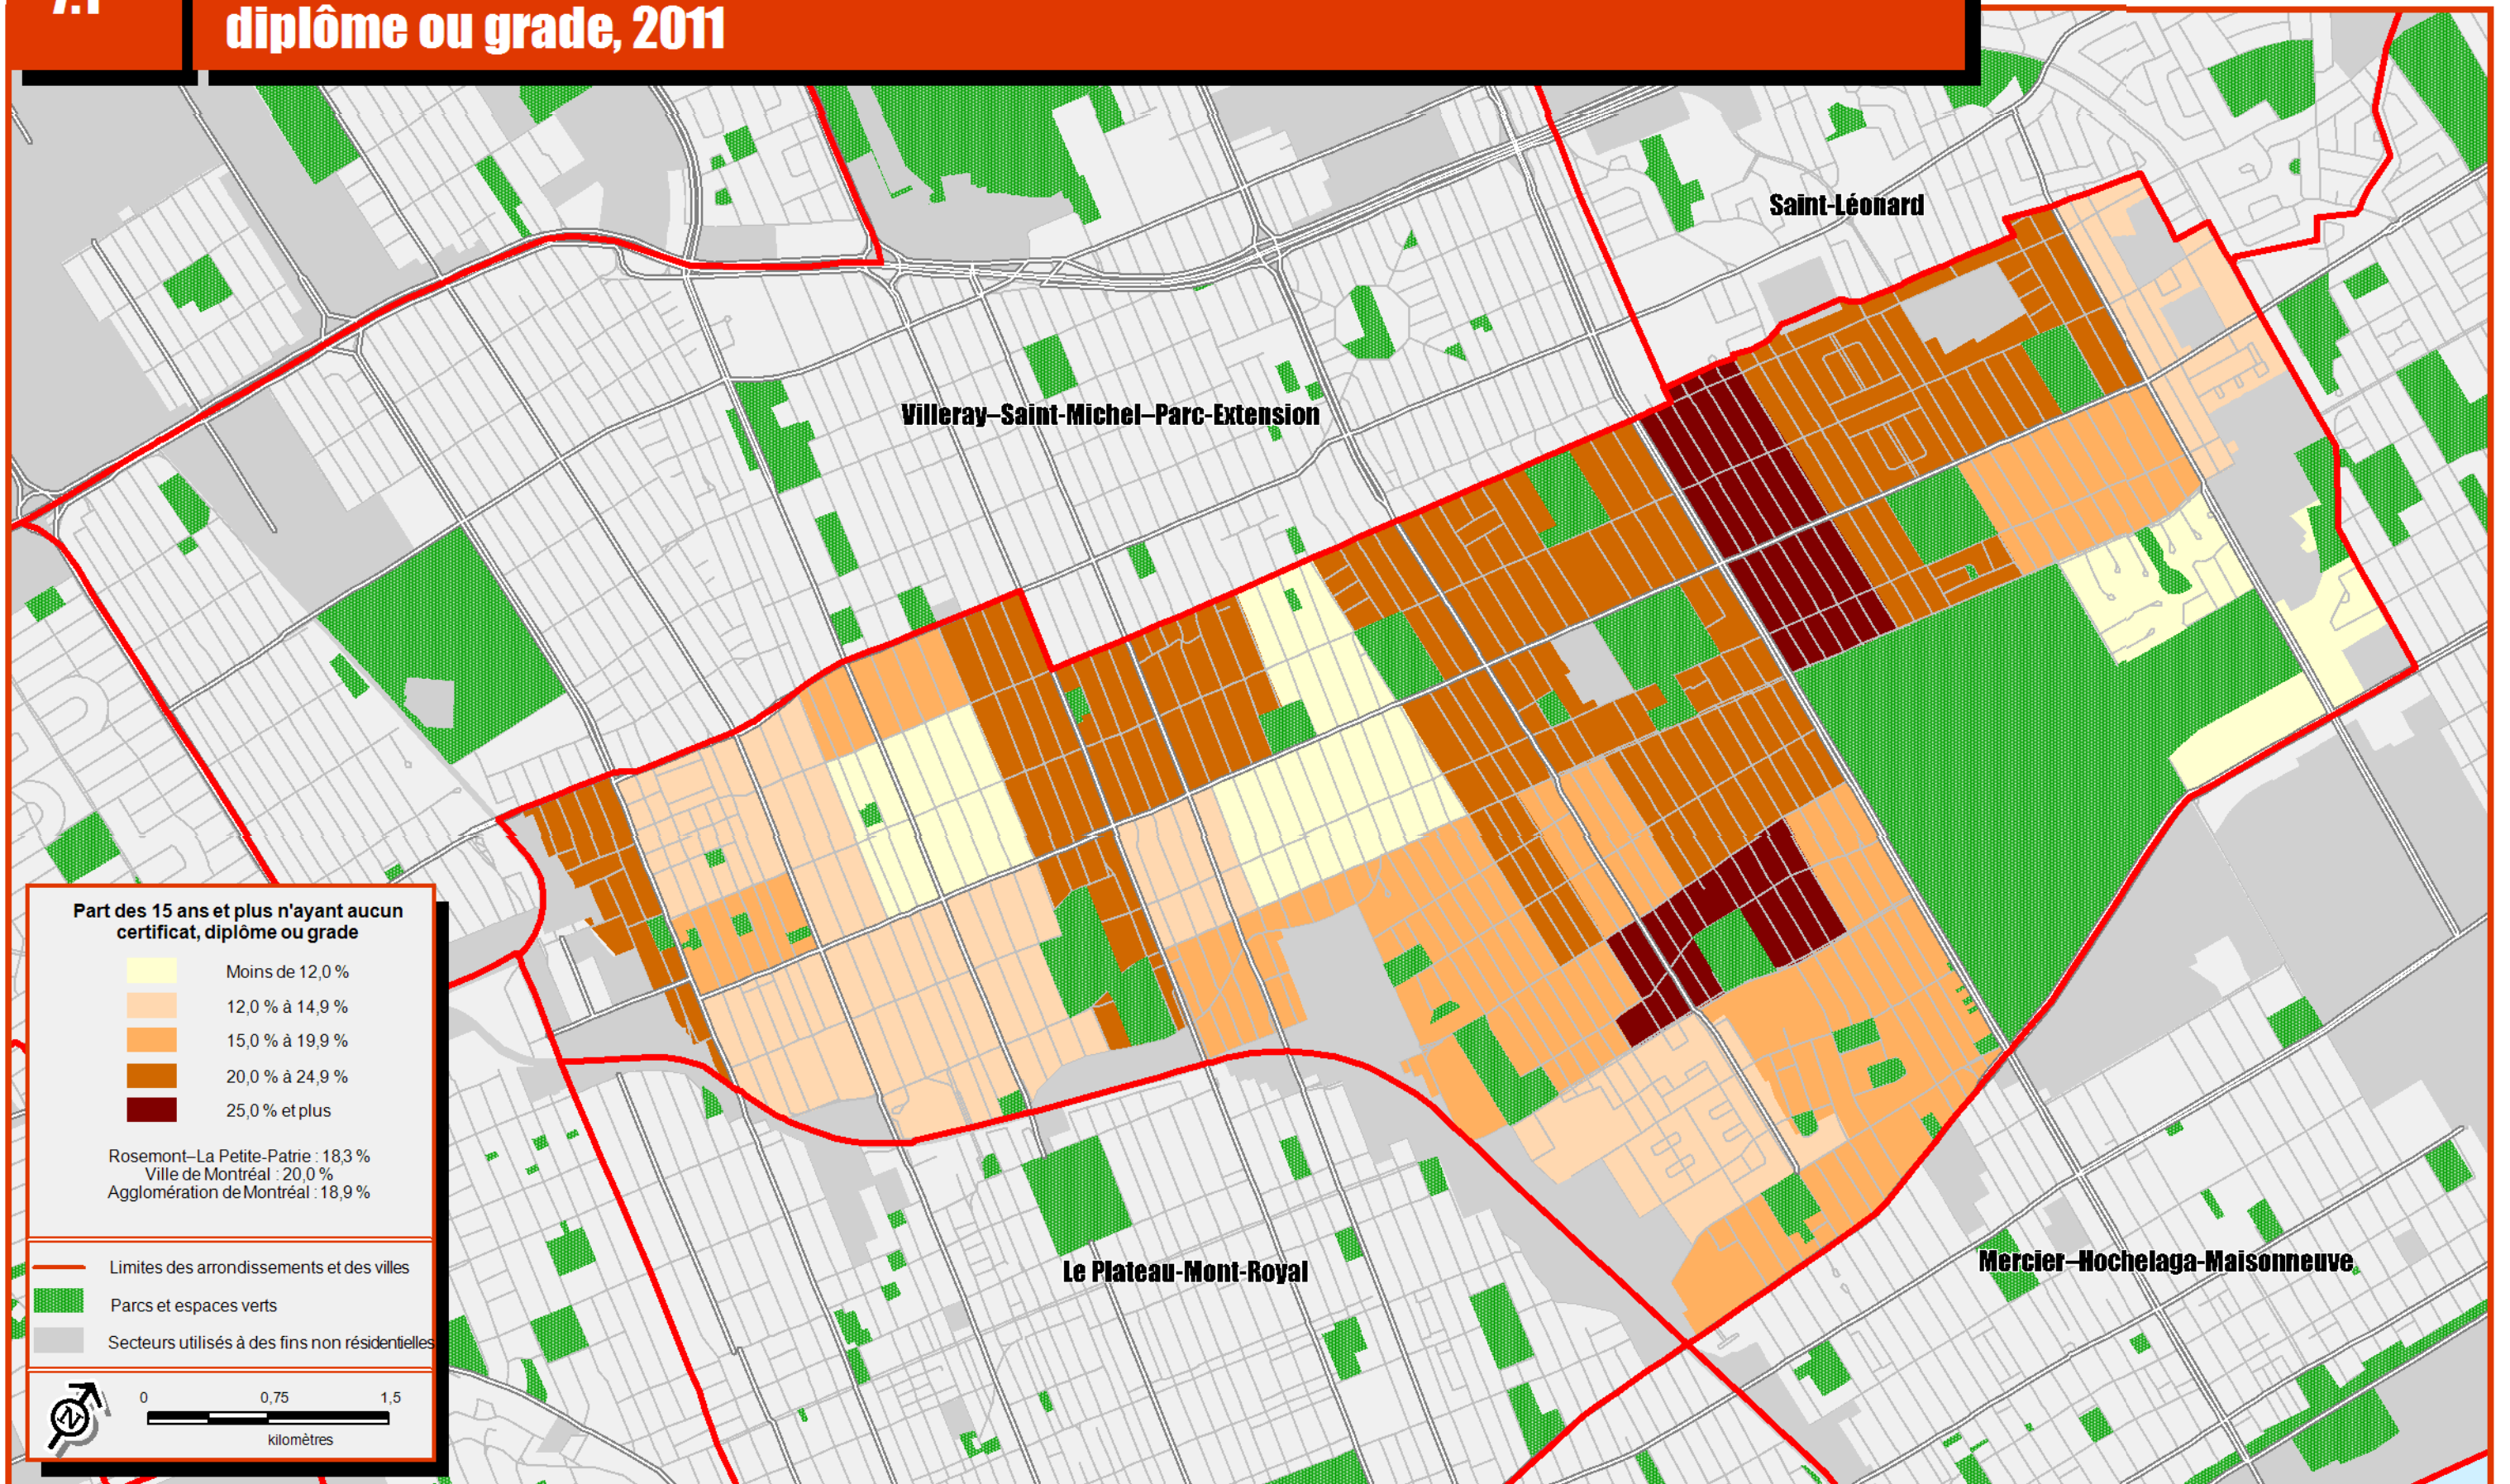 7.1
diplôme ou grade, 2011
Saint-Léonard
Villeray–Saint-Michel–Parc-Extension
Part des 15 ans et plus n'ayant aucun
certificat, diplôme ou grade
Moins de 12,0 %
12,0 % à 14,9 %
15,0 % à 19,9 %
20,0 % à 24,9 %
25,0 % et plus
Rosemont–La Petite-Patrie : 18,3 %
Ville de Montréal : 20,0 %
Agglomération de Montréal : 18,9 %
Limites des arrondissements et des villes
Parcs et espaces verts
Secteurs utilisés à des fins non résidentielles
N
0 0,75 1,5
kilomètres
Le Plateau-Mont-Royal
Mercier–Hochelaga-Maisonneuve